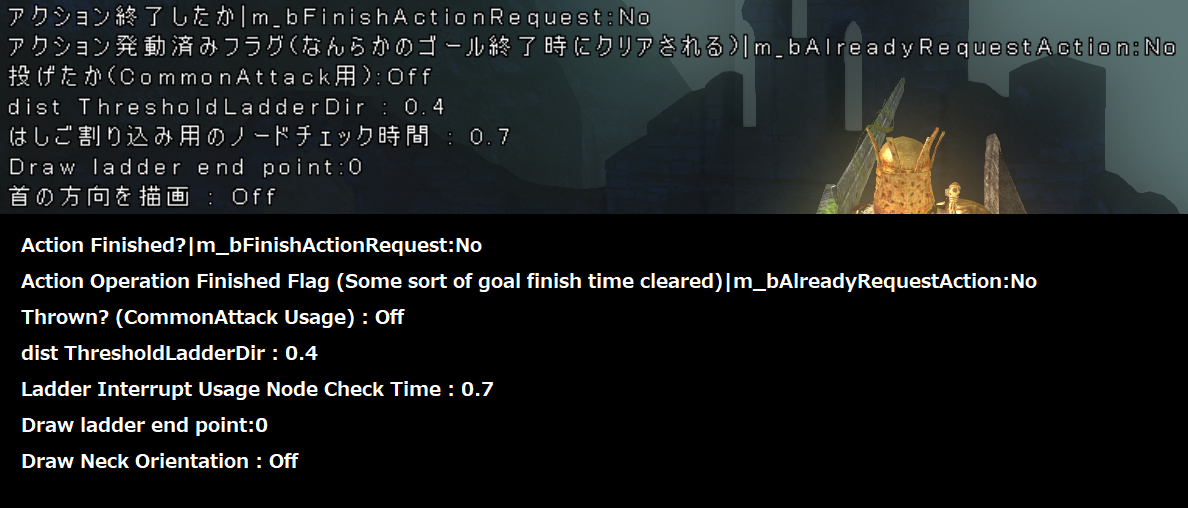 アクション終了したか|m_bFinishActionRequest:No
アクション発動済みフラグ(なんらかのゴール終了時にクリアされる)|m_bAlreadyRequestAction:No
投げたか(CommonAttack用):Off
dist ThresholdLadderDir : 0.4
はしご割り込み用のノードチェック時間 : 0.7
Draw ladder end point:0
首の方向を描画 : Off
Action Finished?|m_bFinishActionRequest:No
Action Operation Finished Flag (Some sort of goal finish time cleared)|m_bAlreadyRequestAction:No
Thrown? (CommonAttack Usage) : Off
dist ThresholdLadderDir : 0.4
Ladder Interrupt Usage Node Check Time : 0.7
Draw ladder end point:0
Draw Neck Orientation : Off